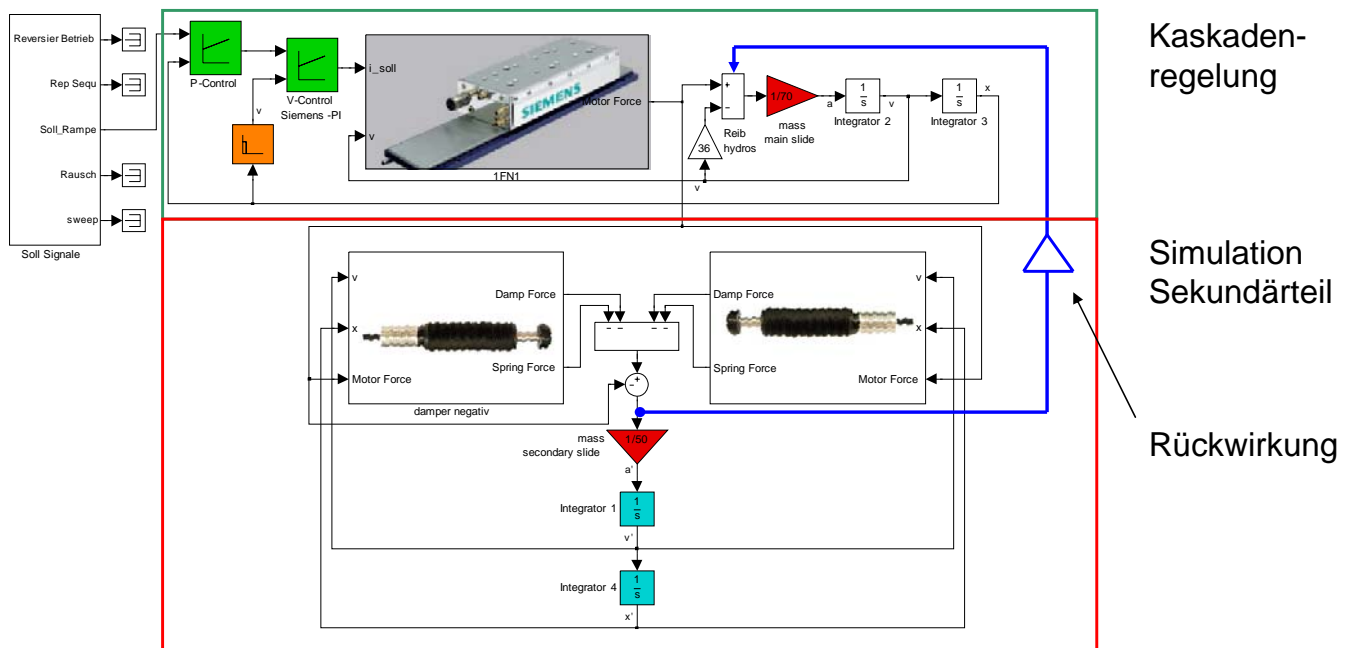 Reversier Betrieb
Rep Sequ
Soll_Rampe
Rausch
sweep
Soll Signale
P-Control
v
V-Control
Siemens -PI
i_soll
v
SIEMENS
Motor Force
1FN1
+
−
Reib
hydros
36
v
1/70
mass
main slide
a
1
s
Integrator 2
v
1
s
Integrator 3
x
Kaskaden-
regelung
v
x
Motor Force
Damp Force
Spring Force
damper negativ
− −
− −
Damp Force
Spring Force
v
x
Motor Force
+
−
1/50
mass
secondary slide
a'
Integrator 1
1
s
v'
Integrator 4
1
s
x'
Simulation
Sekundärteil
Rückwirkung